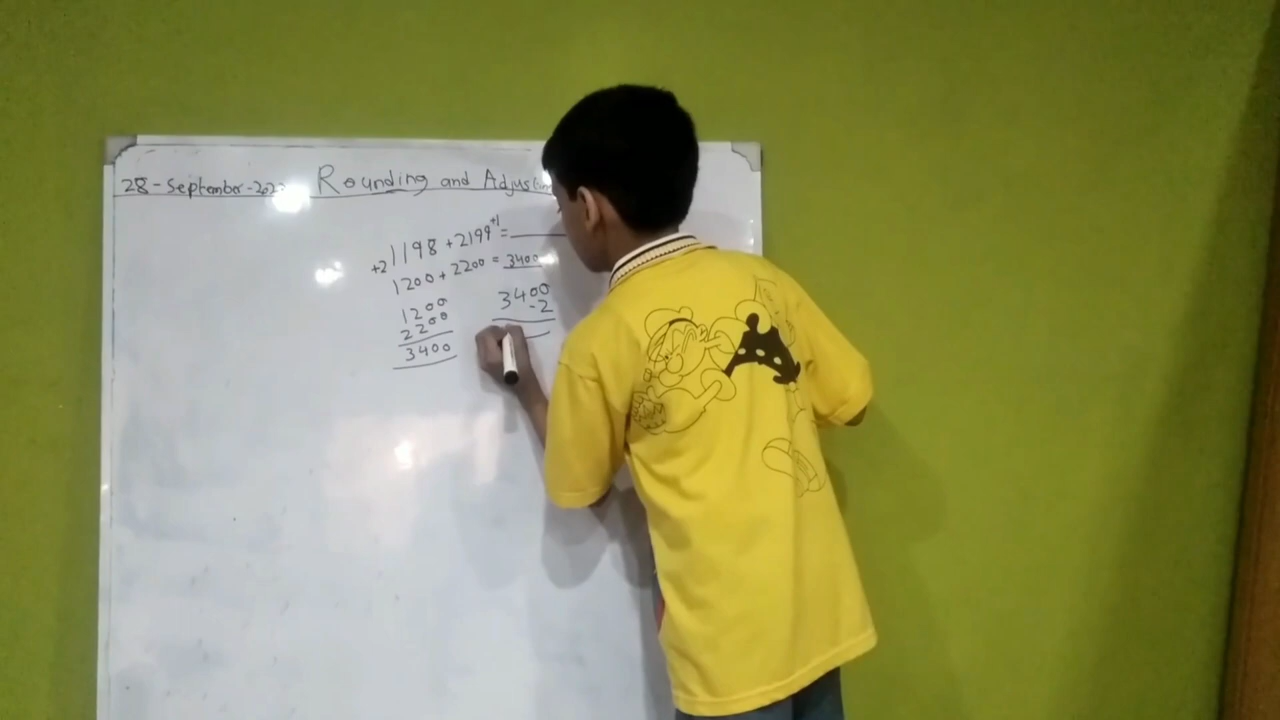 28-September-202
Rounding and Adjus
+2 1198 + 2199 +1 = 
1200 + 2200 = 3400
1200
2200
3400
3400
-2